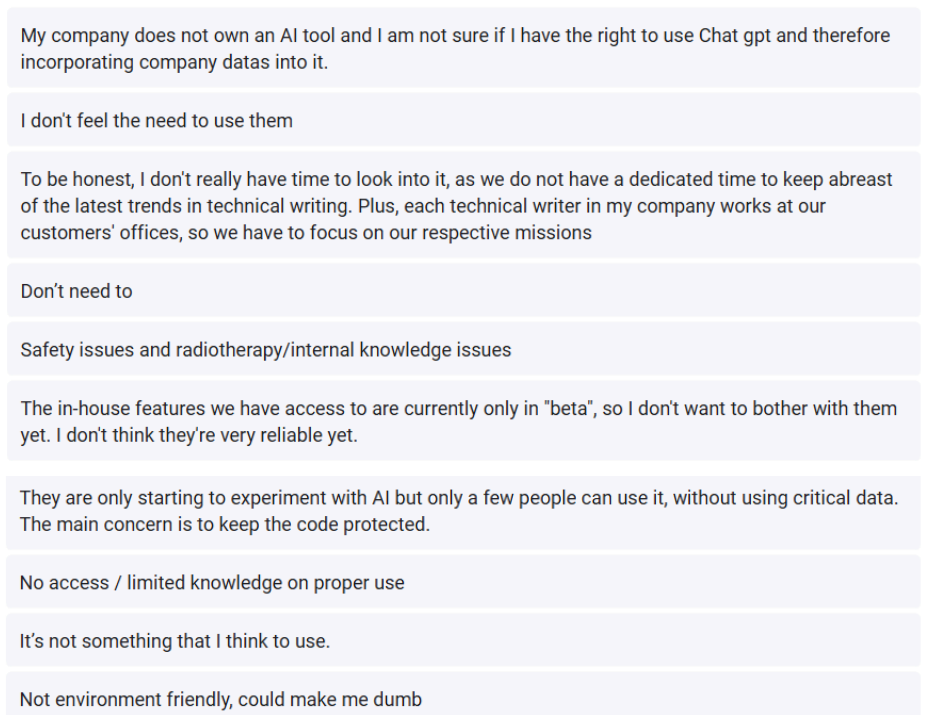 My company does not own an AI tool and I am not sure if I have the right to use Chat gpt and therefore
incorporating company datas into it.
I don't feel the need to use them
To be honest, I don't really have time to look into it, as we do not have a dedicated time to keep abreast
of the latest trends in technical writing. Plus, each technical writer in my company works at our
customers' offices, so we have to focus on our respective missions
Don’t need to
Safety issues and radiotherapy/internal knowledge issues
The in-house features we have access to are currently only in "beta", so I don't want to bother with them
yet. I don't think they're very reliable yet.
They are only starting to experiment with AI but only a few people can use it, without using critical data.
The main concern is to keep the code protected.
No access / limited knowledge on proper use
It’s not something that I think to use.
Not environment friendly, could make me dumb